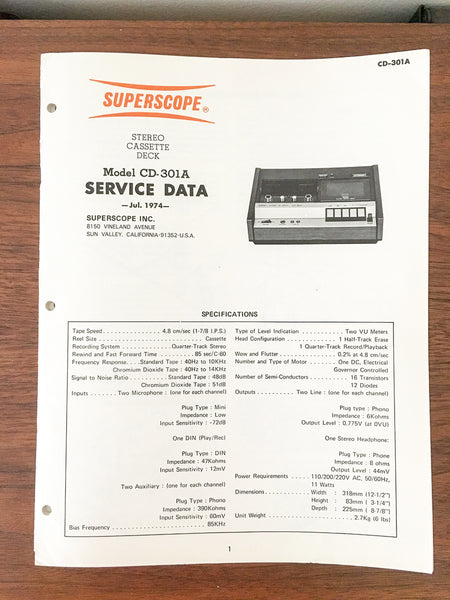 CD-301A
SUPERSCOPE®
STEREO
CASSETTE
DECK
Model CD-301A
SERVICE DATA
—Jul. 1974—
SUPERSCOPE INC.
8150 VINELAND AVENUE
SUN VALLEY. CALIFORNIA-91352-U.S.A.
SPECIFICATIONS
Tape Speed . . . . 4.8 cm/sec (1-7/8 I.P.S.)
Reel Size . . . . Cassette
Recording System . . . . Quarter-Track Stereo
Rewind and Fast Forward Time . . . . 85 sec/C-60
Frequency Response . . . . Standard Tape : 40Hz to 10KHz
Chromium Dioxide Tape : 40Hz to 14KHz
Signal to Noise Ratio . . . . Standard Tape : 48dB
Chromium Dioxide Tape : 51dB
Inputs . . . . Two Microphone : (one for each channel)
Plug Type : Mini
Impedance : Low
Input Sensitivity : -72dB
One DIN (Play/Rec)
Plug Type : DIN
Impedance : 47Kohms
Input Sensitivity : 12mV
Two Auxiliary : (one for each channel)
Plug Type : Phono
Impedance : 390Kohms
Input Sensitivity : 60mV
Bias Frequency . . . . 85KHz
Type of Level Indication . . . . Two VU Meters
Head Configuration . . . . 1 Half-Track Erase
1 Quarter-Track Record/Playback
Wow and Flutter . . . . 0.2% at 4.8 cm/sec
Number and Type of Motor . . . . One DC, Electrical
Governor Controlled
Number of Semi-Conductors . . . . 16 Transistors
12 Diodes
Outputs . . . . Two Line : (one for each channel)
Plug type : Phono
Impedance : 6Kohms
Output Level : 0.775V (at 0VU)
One Stereo Headphone:
Plug Type : Phone
Impedance : 8 ohms
Output Level : 44mV
Power Requirements . . . . 110/200/220V AC, 50/60Hz,
11 Watts
Dimensions . . . . Width : 318mm (12-1/2")
Height : 83mm ( 3-1/4")
Depth : 225mm ( 8-7/8")
Unit Weight . . . . 2.7Kg (6 lbs)
1